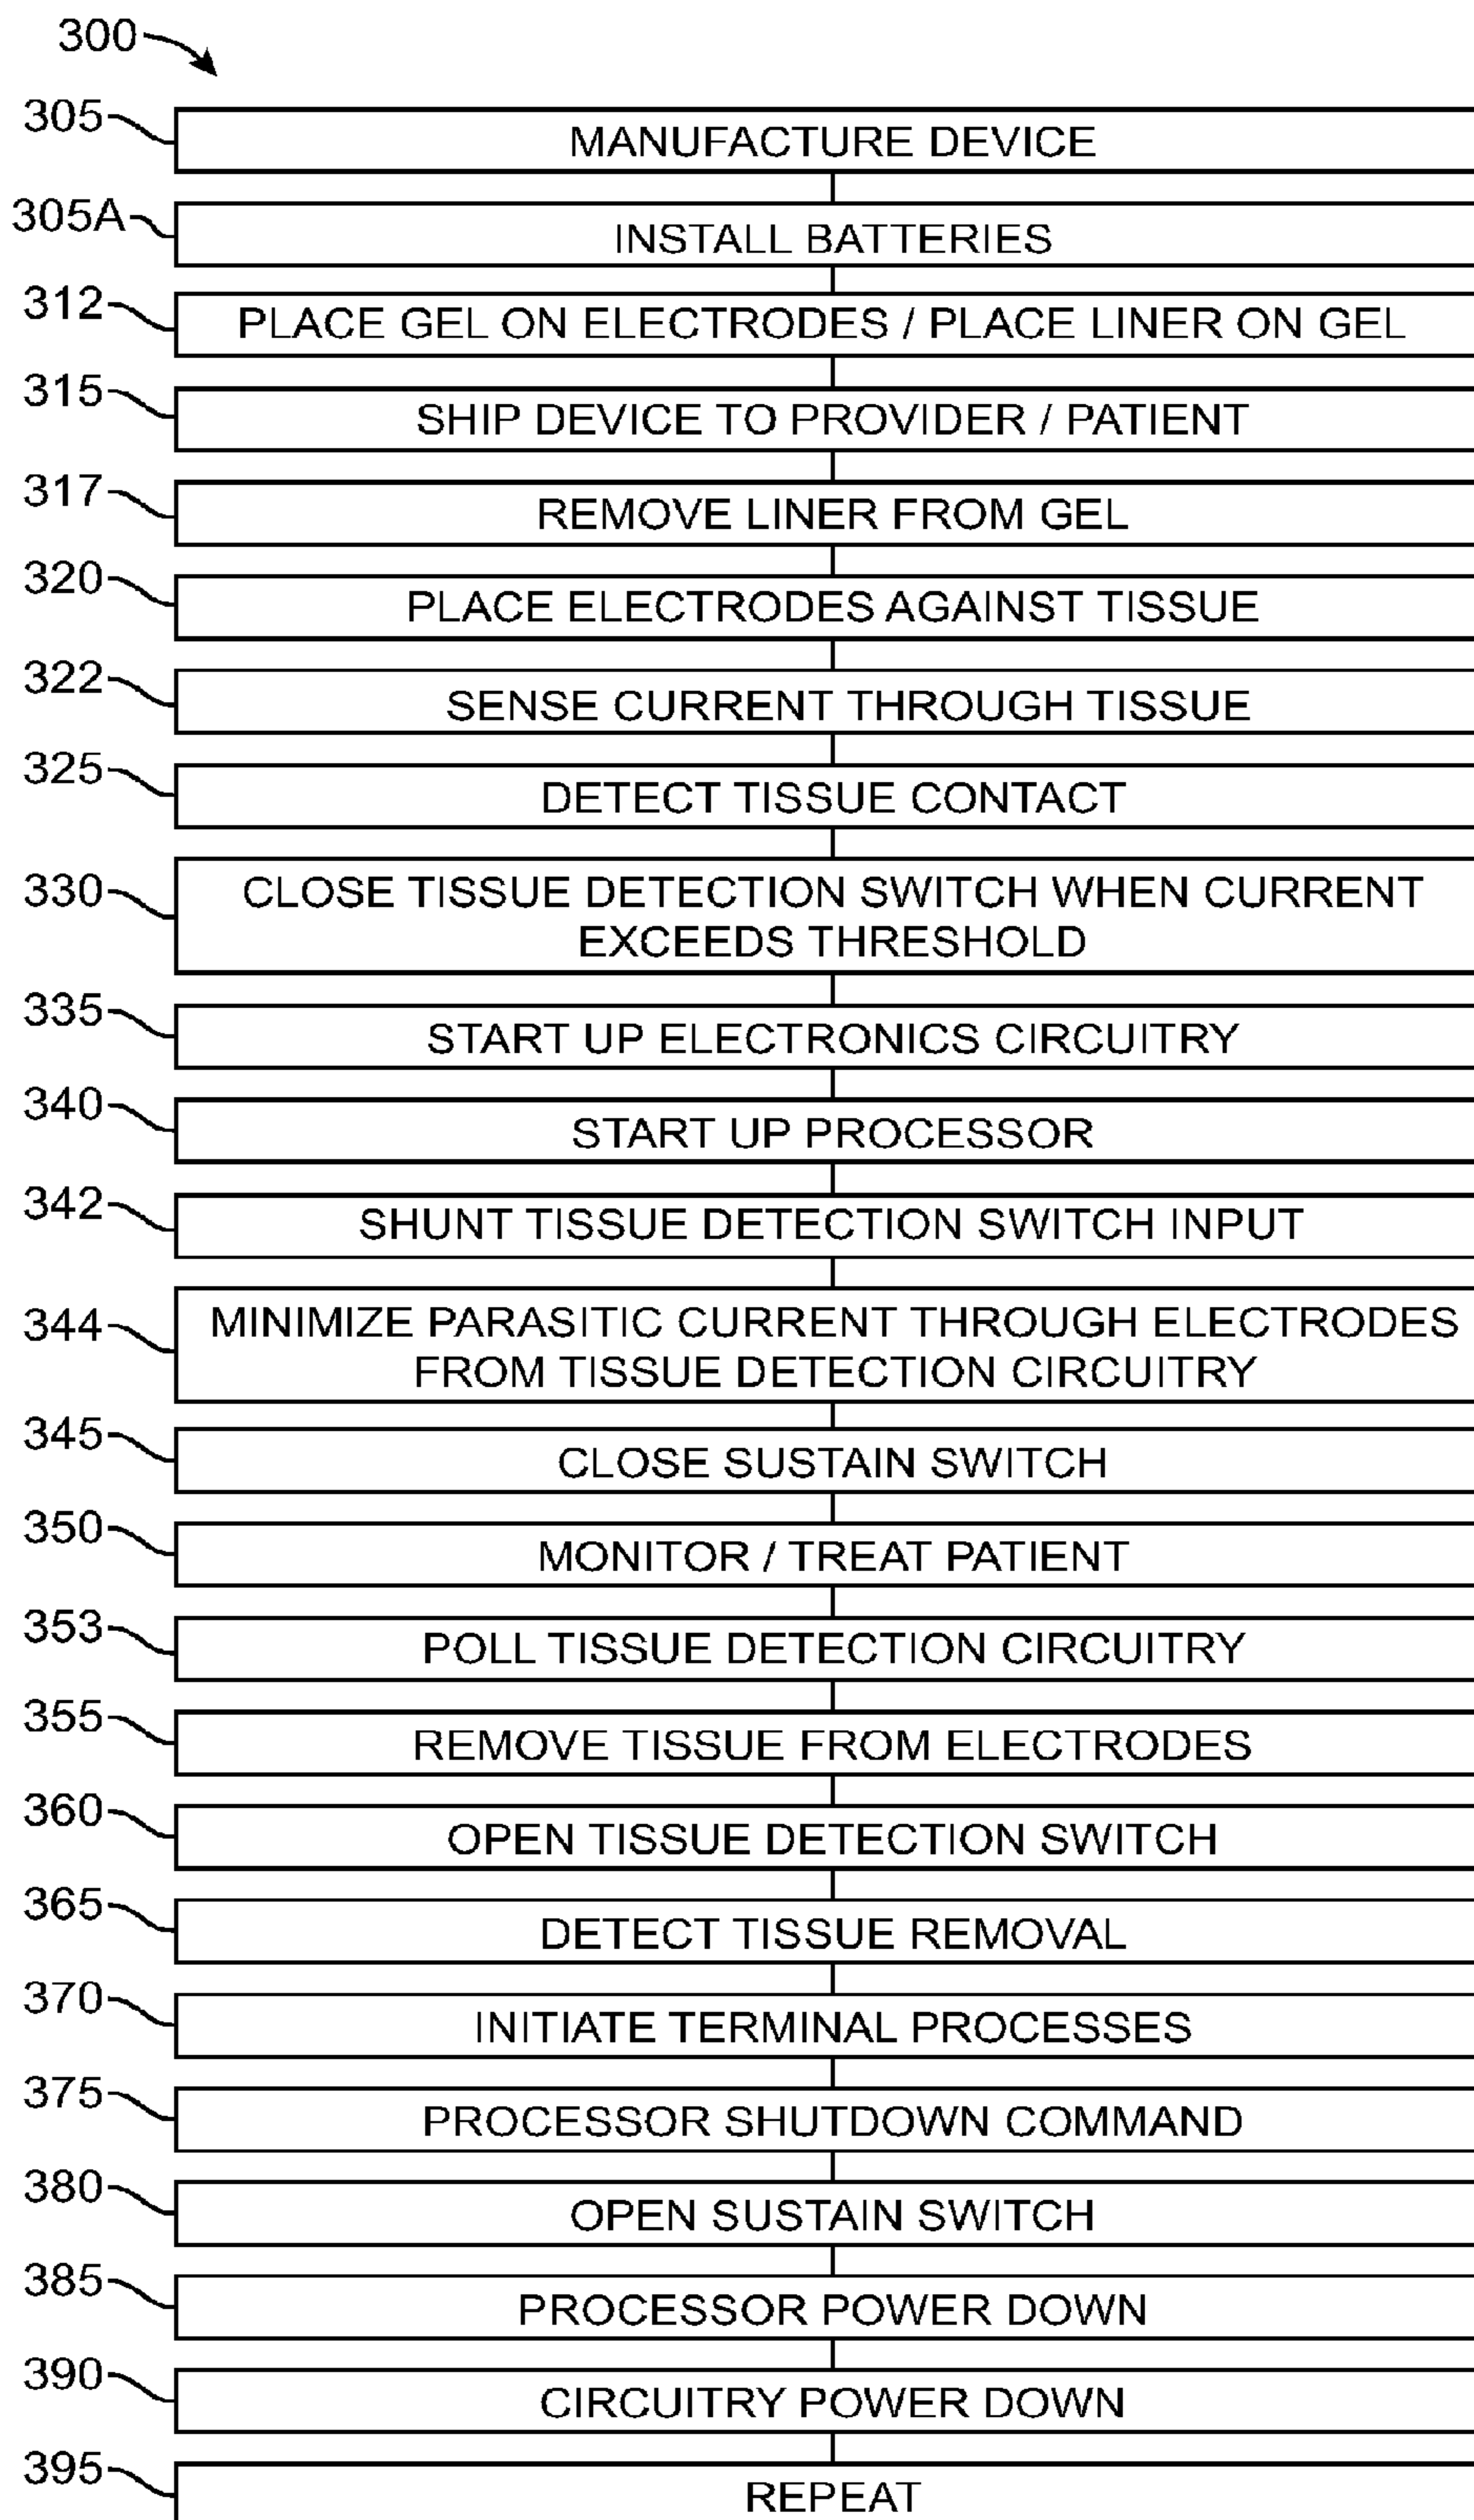 300
305
MANUFACTURE DEVICE
305A
INSTALL BATTERIES
312
PLACE GEL ON ELECTRODES / PLACE LINER ON GEL
315
SHIP DEVICE TO PROVIDER / PATIENT
317
REMOVE LINER FROM GEL
320
PLACE ELECTRODES AGAINST TISSUE
322
SENSE CURRENT THROUGH TISSUE
325
DETECT TISSUE CONTACT
330
CLOSE TISSUE DETECTION SWITCH WHEN CURRENT
EXCEEDS THRESHOLD
335
START UP ELECTRONICS CIRCUITRY
340
START UP PROCESSOR
342
SHUNT TISSUE DETECTION SWITCH INPUT
344
MINIMIZE PARASITIC CURRENT THROUGH ELECTRODES
FROM TISSUE DETECTION CIRCUITRY
345
CLOSE SUSTAIN SWITCH
350
MONITOR / TREAT PATIENT
353
POLL TISSUE DETECTION CIRCUITRY
355
REMOVE TISSUE FROM ELECTRODES
360
OPEN TISSUE DETECTION SWITCH
365
DETECT TISSUE REMOVAL
370
INITIATE TERMINAL PROCESSES
375
PROCESSOR SHUTDOWN COMMAND
380
OPEN SUSTAIN SWITCH
385
PROCESSOR POWER DOWN
390
CIRCUITRY POWER DOWN
395
REPEAT